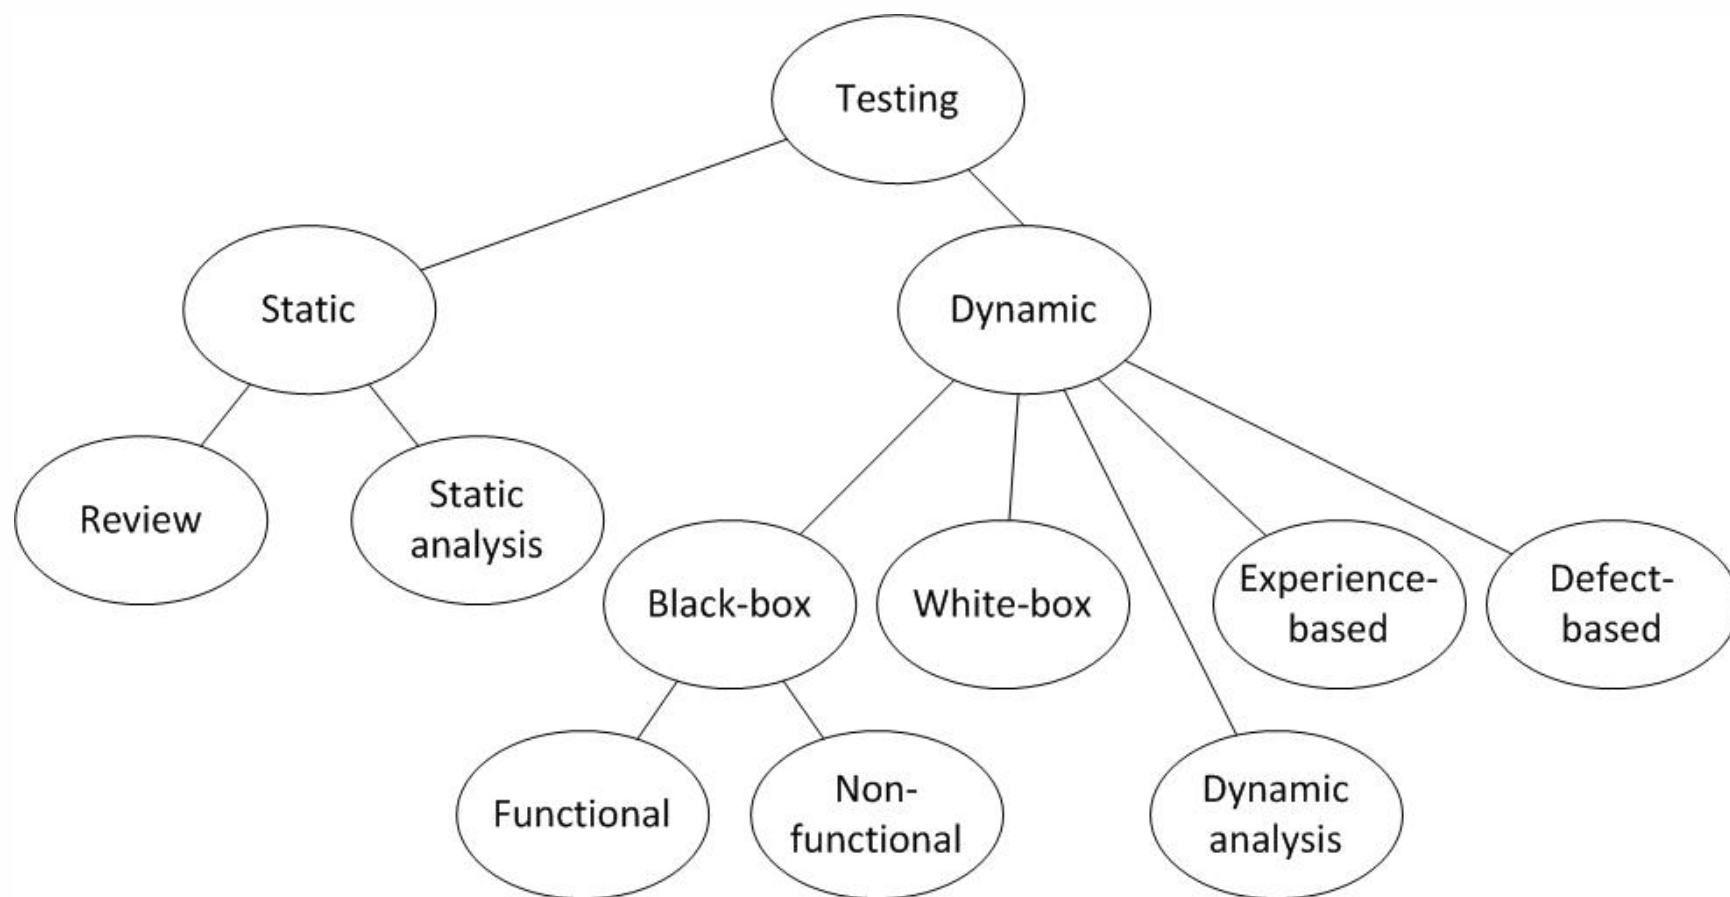 Testing
Static
Dynamic
Review
Static
analysis
Black-box
White-box
Experience-
based
Defect-
based
Functional
Non-
functional
Dynamic
analysis